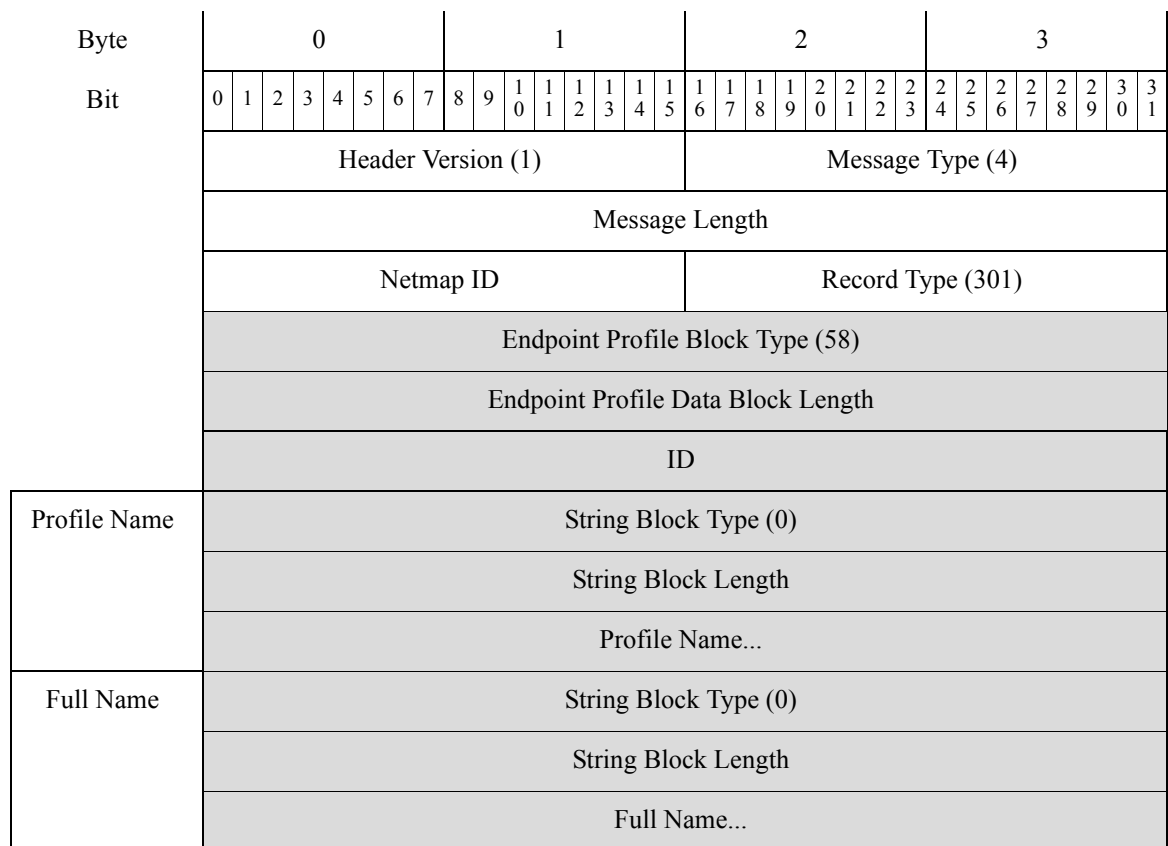 Byte 0 1 2 3
Bit 0 1 2 3 4 5 6 7 8 9 10 11 12 13 14 15 16 17 18 19 20 21 22 23 24 25 26 27 28 29 30 31
Header Version (1) Message Type (4)
Message Length
Netmap ID Record Type (301)
Endpoint Profile Block Type (58)
Endpoint Profile Data Block Length
ID
Profile Name String Block Type (0)
String Block Length
Profile Name...
Full Name String Block Type (0)
String Block Length
Full Name...